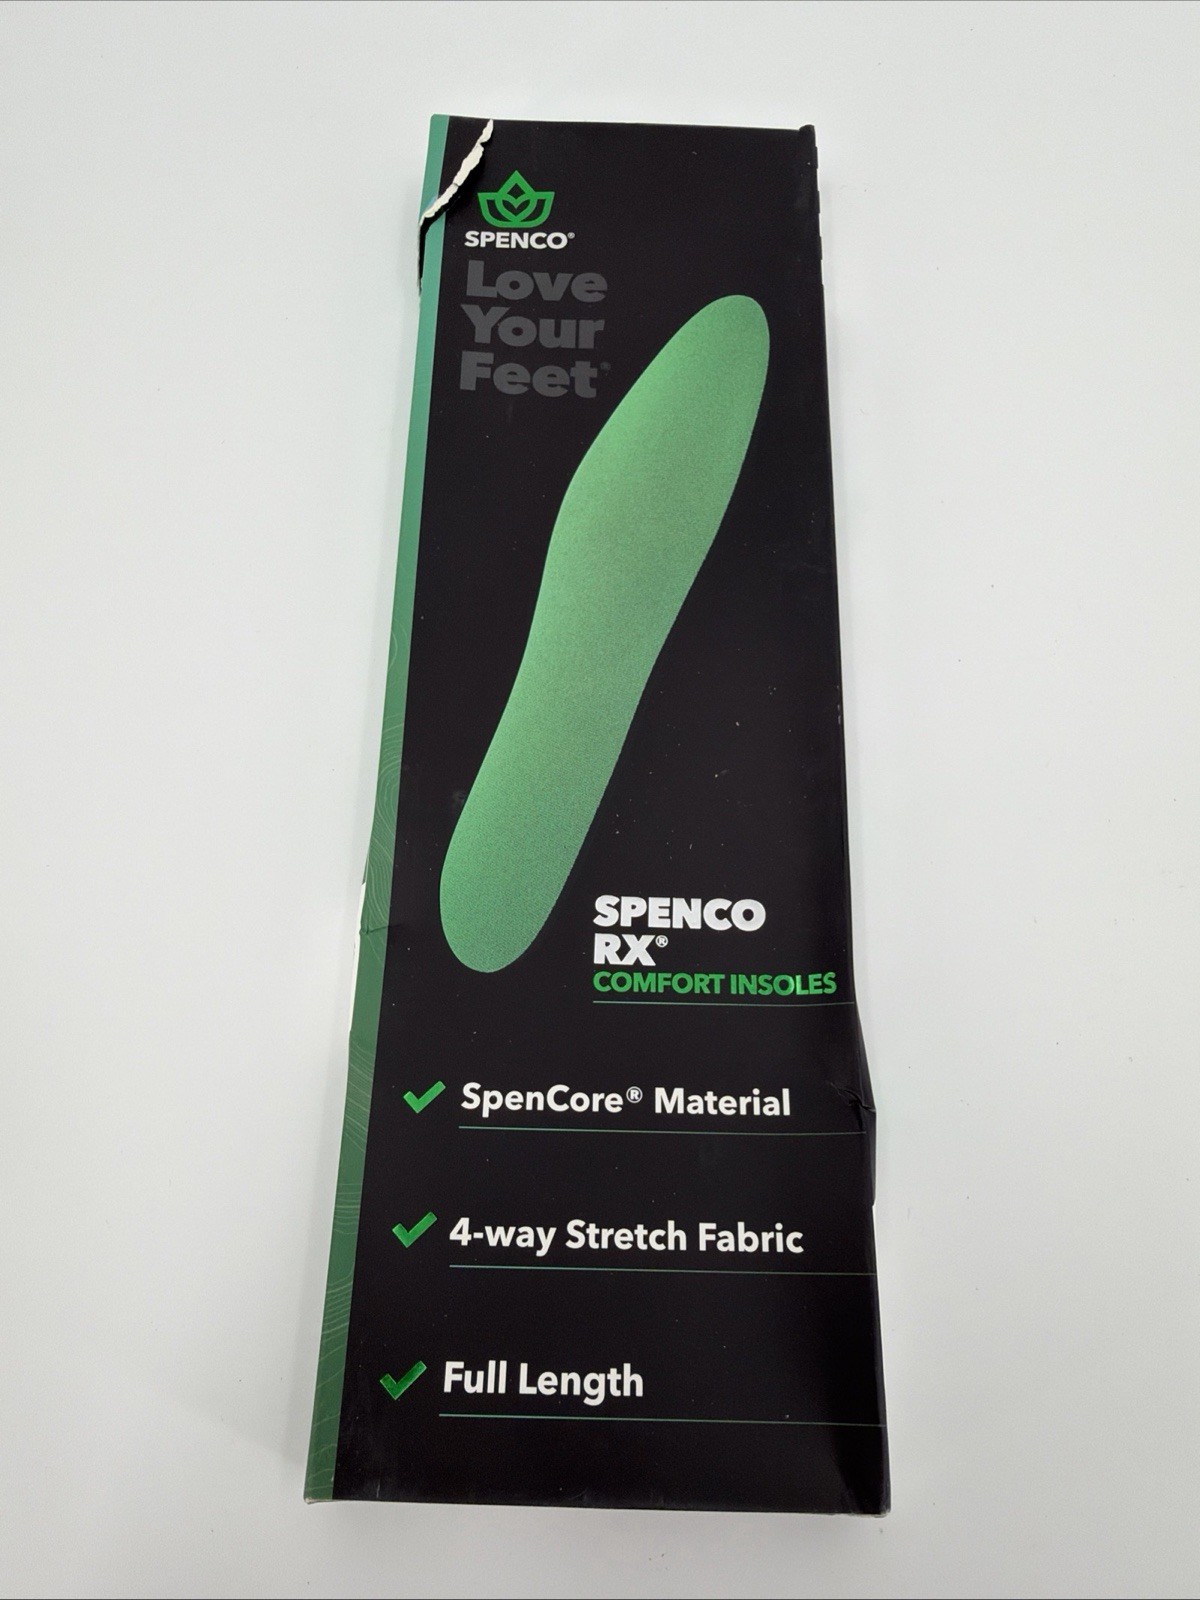 SPENCO®
Love
Your
Feet®
SPENCO
RX®
COMFORT INSOLES
SpenCore® Material
4-way Stretch Fabric
Full Length